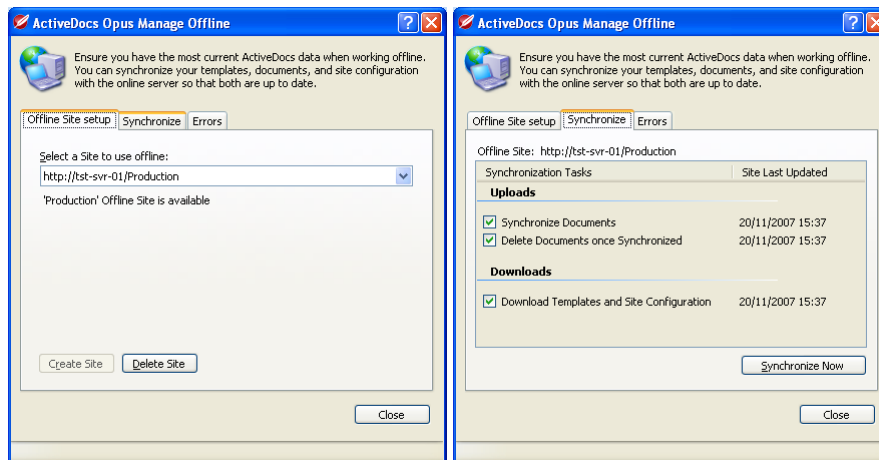 ActiveDocs Opus Manage Offline
Ensure you have the most current ActiveDocs data when working offline.
You can synchronize your templates, documents, and site configuration
with the online server so that both are up to date.
Offline Site setup Synchronize Errors
Select a Site to use offline:
http://tst-svr-01/Production
'Production' Offline Site is available
Create Site Delete Site
Close
ActiveDocs Opus Manage Offline
Ensure you have the most current ActiveDocs data when working offline.
You can synchronize your templates, documents, and site configuration
with the online server so that both are up to date.
Offline Site setup Synchronize Errors
Offline Site: http://tst-svr-01/Production
Synchronization Tasks Site Last Updated
Uploads
Synchronize Documents 20/11/2007 15:37
Delete Documents once Synchronized 20/11/2007 15:37
Downloads
Download Templates and Site Configuration 20/11/2007 15:37
Synchronize Now
Close